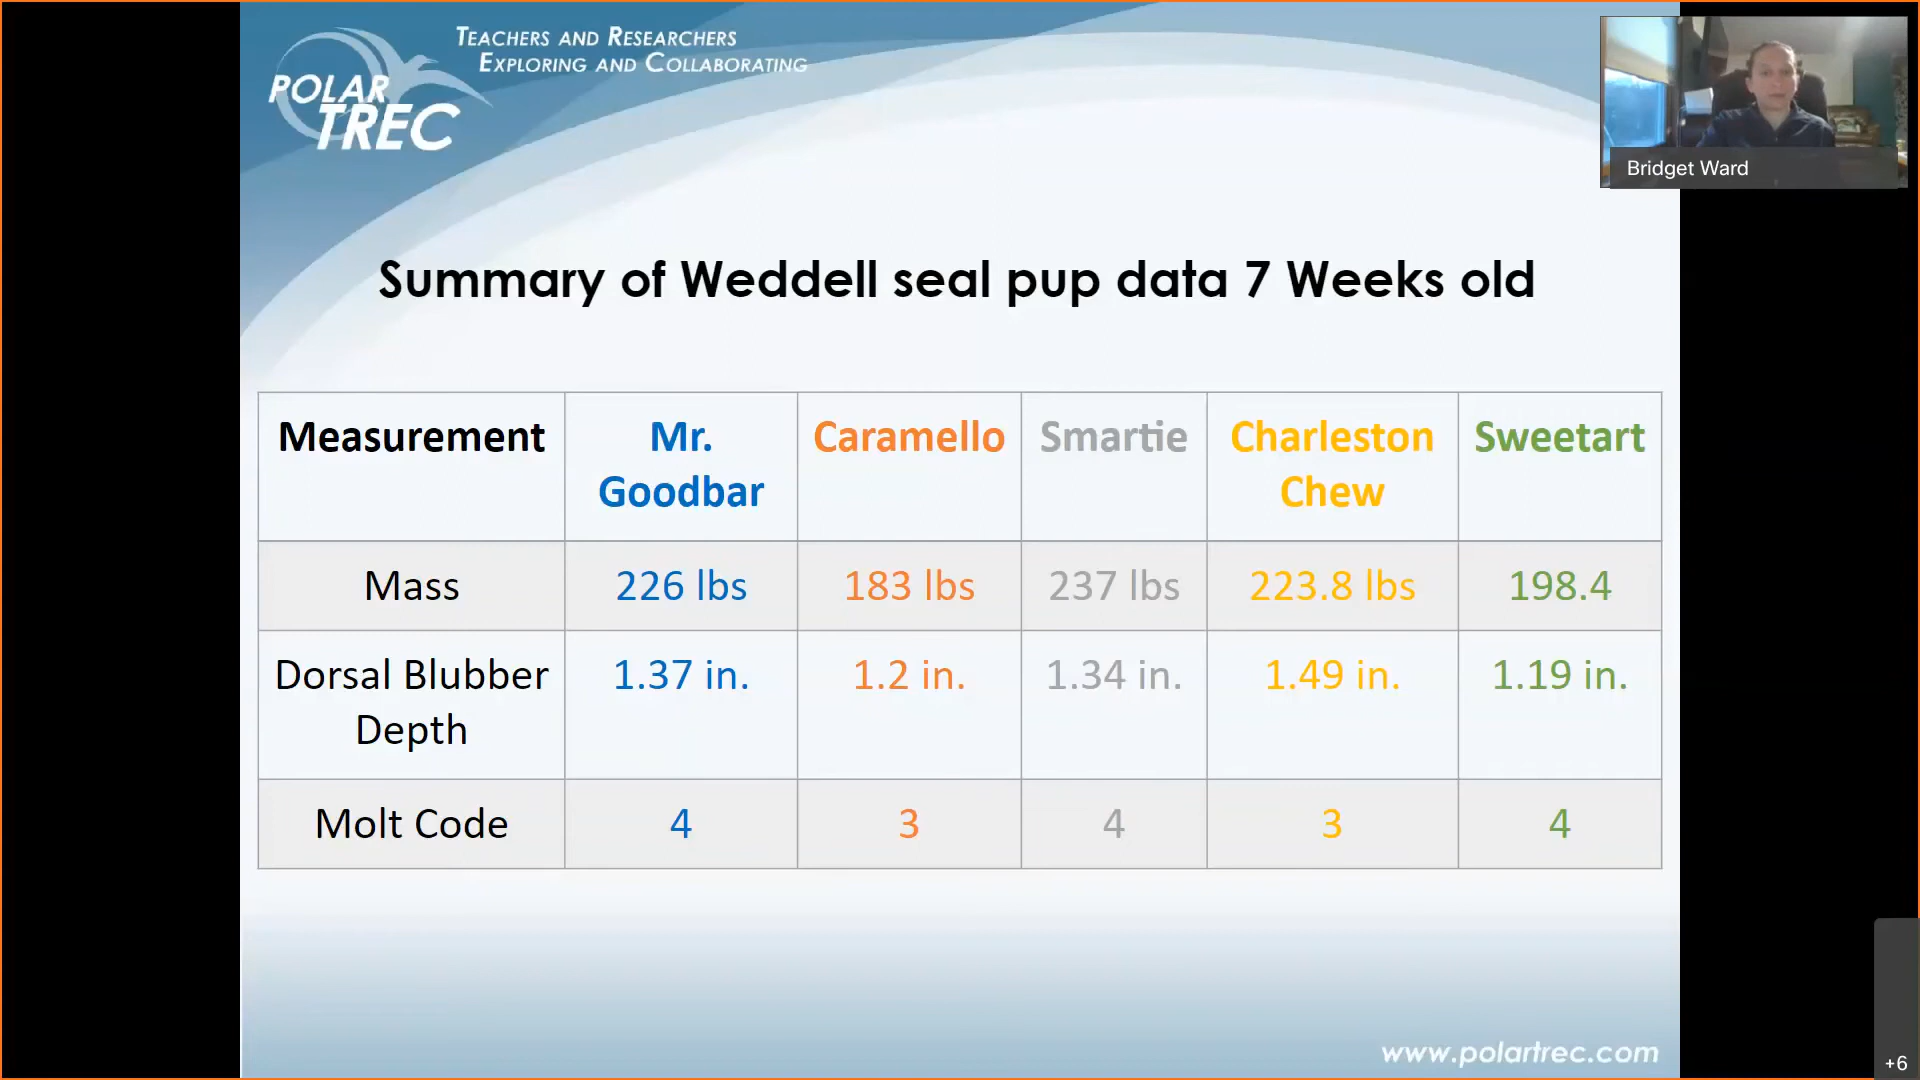 TEACHERS AND RESEARCHERS
EXPLORING AND COLLABORATING
POLAR
TREC
Bridget Ward
Summary of Weddell seal pup data 7 Weeks old
Measurement Mr. Goodbar Caramello Smartie Charleston Chew Sweetart
Mass 226 lbs 183 lbs 237 lbs 223.8 lbs 198.4
Dorsal Blubber Depth 1.37 in. 1.2 in. 1.34 in. 1.49 in. 1.19 in.
Molt Code 4 3 4 3 4
www.polartrec.com
+6